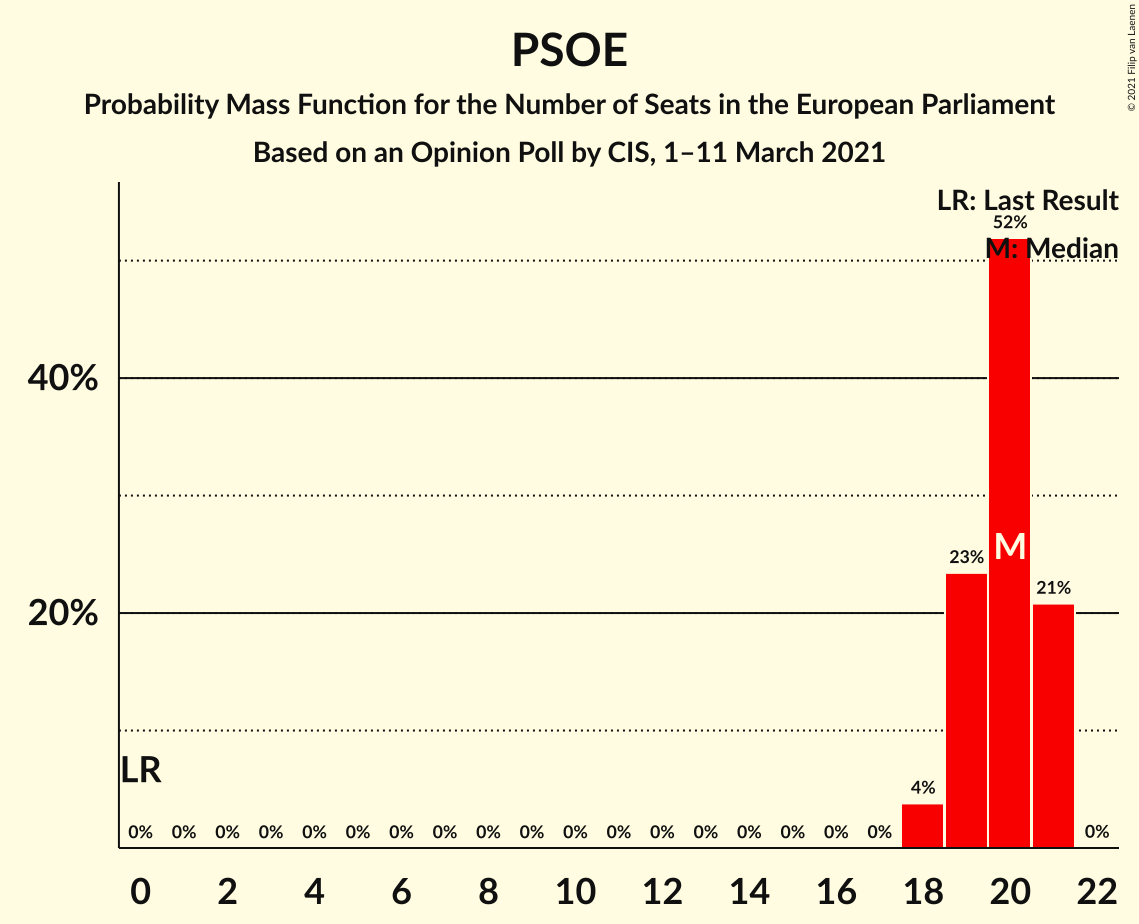 PSOE
Probability Mass Function for the Number of Seats in the European Parliament
Based on an Opinion Poll by CIS, 1–11 March 2021
© 2021 Filip van Laenen
LR: Last Result
52%
M: Median
40%
M
23%
21%
20%
LR
4%
0% 0% 0% 0% 0% 0% 0% 0% 0% 0% 0% 0% 0% 0% 0% 0% 0% 0% 0%
0 2 4 6 8 10 12 14 16 18 20 22